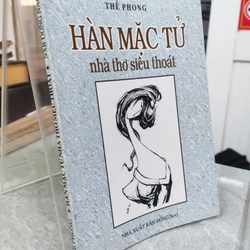 THẾ PHONG
HÀN MẶC TỬ
nhà thơ siêu thoát
NHÀ XUẤT BẢN ĐỒNG NAI